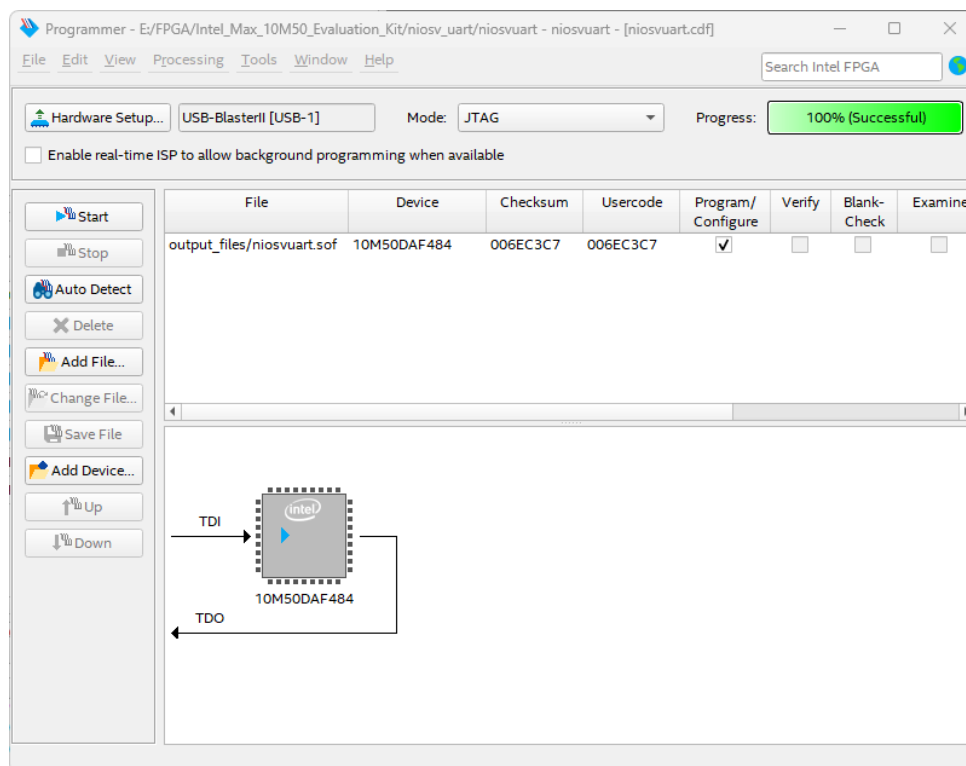 Programmer - E:/FPGA/Intel_Max_10M50_Evaluation_Kit/niosv_uart/niosvuart - niosvuart - [niosvuart.cdf]
File Edit View Processing Tools Window Help
Search Intel FPGA
Hardware Setup... USB-BlasterII [USB-1] Mode: JTAG Progress: 100% (Successful)
Enable real-time ISP to allow background programming when available
File Device Checksum Usercode Program/ Verify Blank- Examine
Configure Check
output_files/niosvuart.sof 10M50DAF484 006EC3C7 006EC3C7
Start
Stop
Auto Detect
Delete
Add File...
Change File...
Save File
Add Device...
Up
Down
intel
TDI
10M50DAF484
TDO